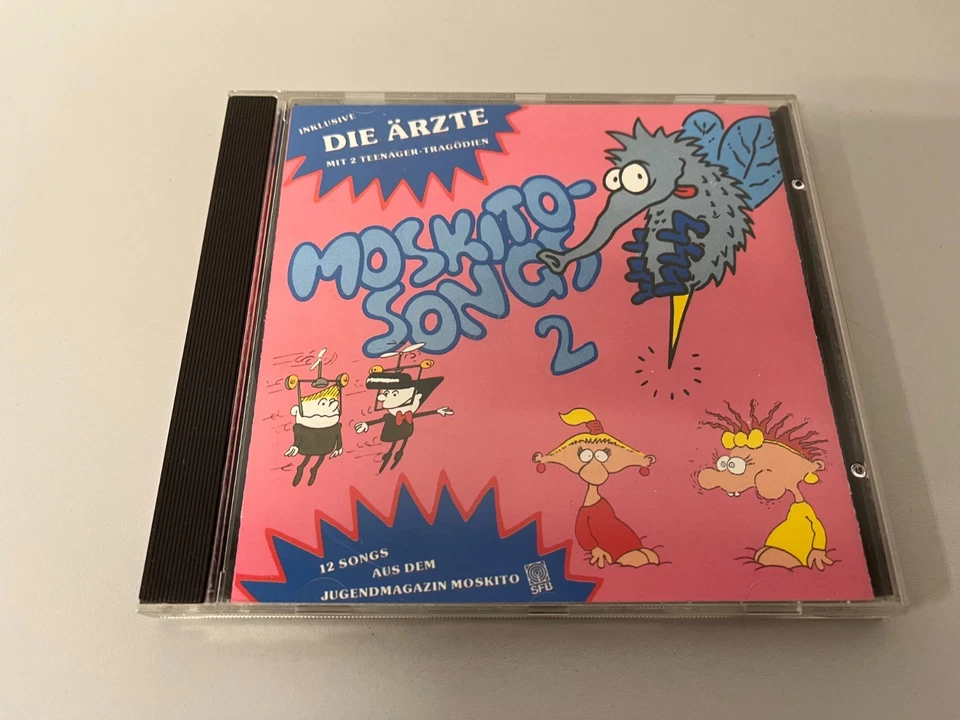 INKLUSIVE
DIE ÄRZTE
MIT 2 TEENAGER-TRAGÖDIEN
MOSKITO-
SONGS
2
12 SONGS
AUS DEM
JUGENDMAGAZIN MOSKITO
SFB